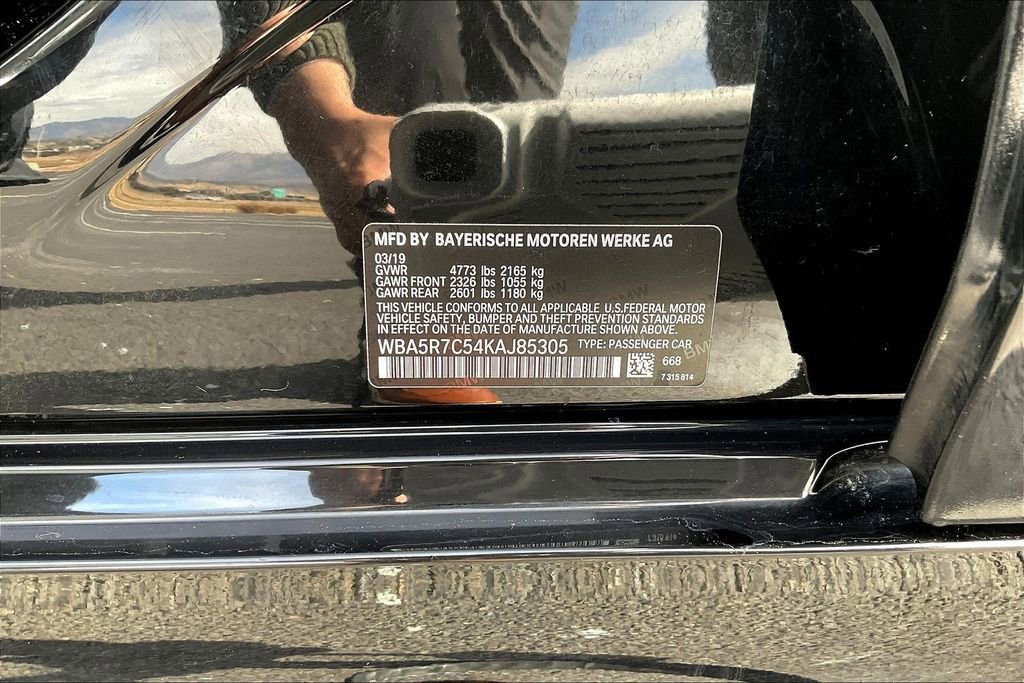 MFD BY BAYERISCHE MOTOREN WERKE AG
03/19
GVWR 4773 lbs 2165 kg
GAWR FRONT 2326 lbs 1055 kg
GAWR REAR 2601 lbs 1180 kg
THIS VEHICLE CONFORMS TO ALL APPLICABLE U.S.FEDERAL MOTOR
VEHICLE SAFETY, BUMPER AND THEFT PREVENTION STANDARDS
IN EFFECT ON THE DATE OF MANUFACTURE SHOWN ABOVE.
WBA5R7C54KAJ85305 TYPE: PASSENGER CAR
668
7 315 814